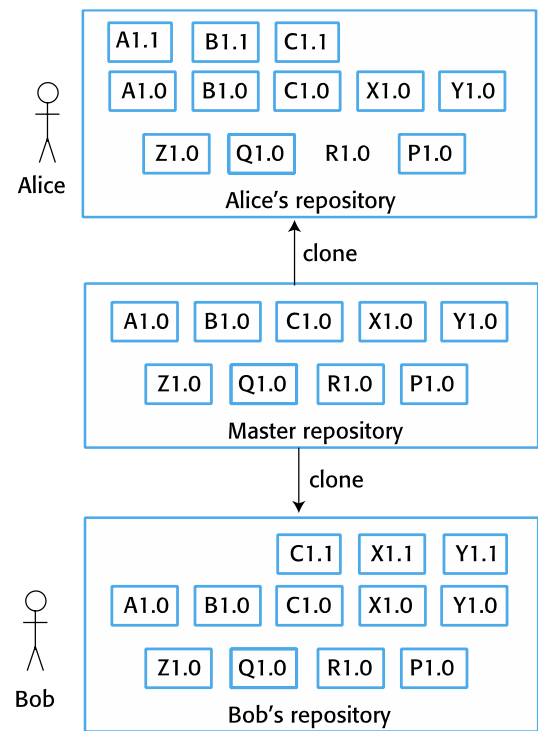 A1.1 B1.1 C1.1
A1.0 B1.0 C1.0 X1.0 Y1.0
Z1.0 Q1.0 R1.0 P1.0
Alice
Alice's repository
clone
A1.0 B1.0 C1.0 X1.0 Y1.0
Z1.0 Q1.0 R1.0 P1.0
Master repository
clone
C1.1 X1.1 Y1.1
A1.0 B1.0 C1.0 X1.0 Y1.0
Z1.0 Q1.0 R1.0 P1.0
Bob
Bob's repository